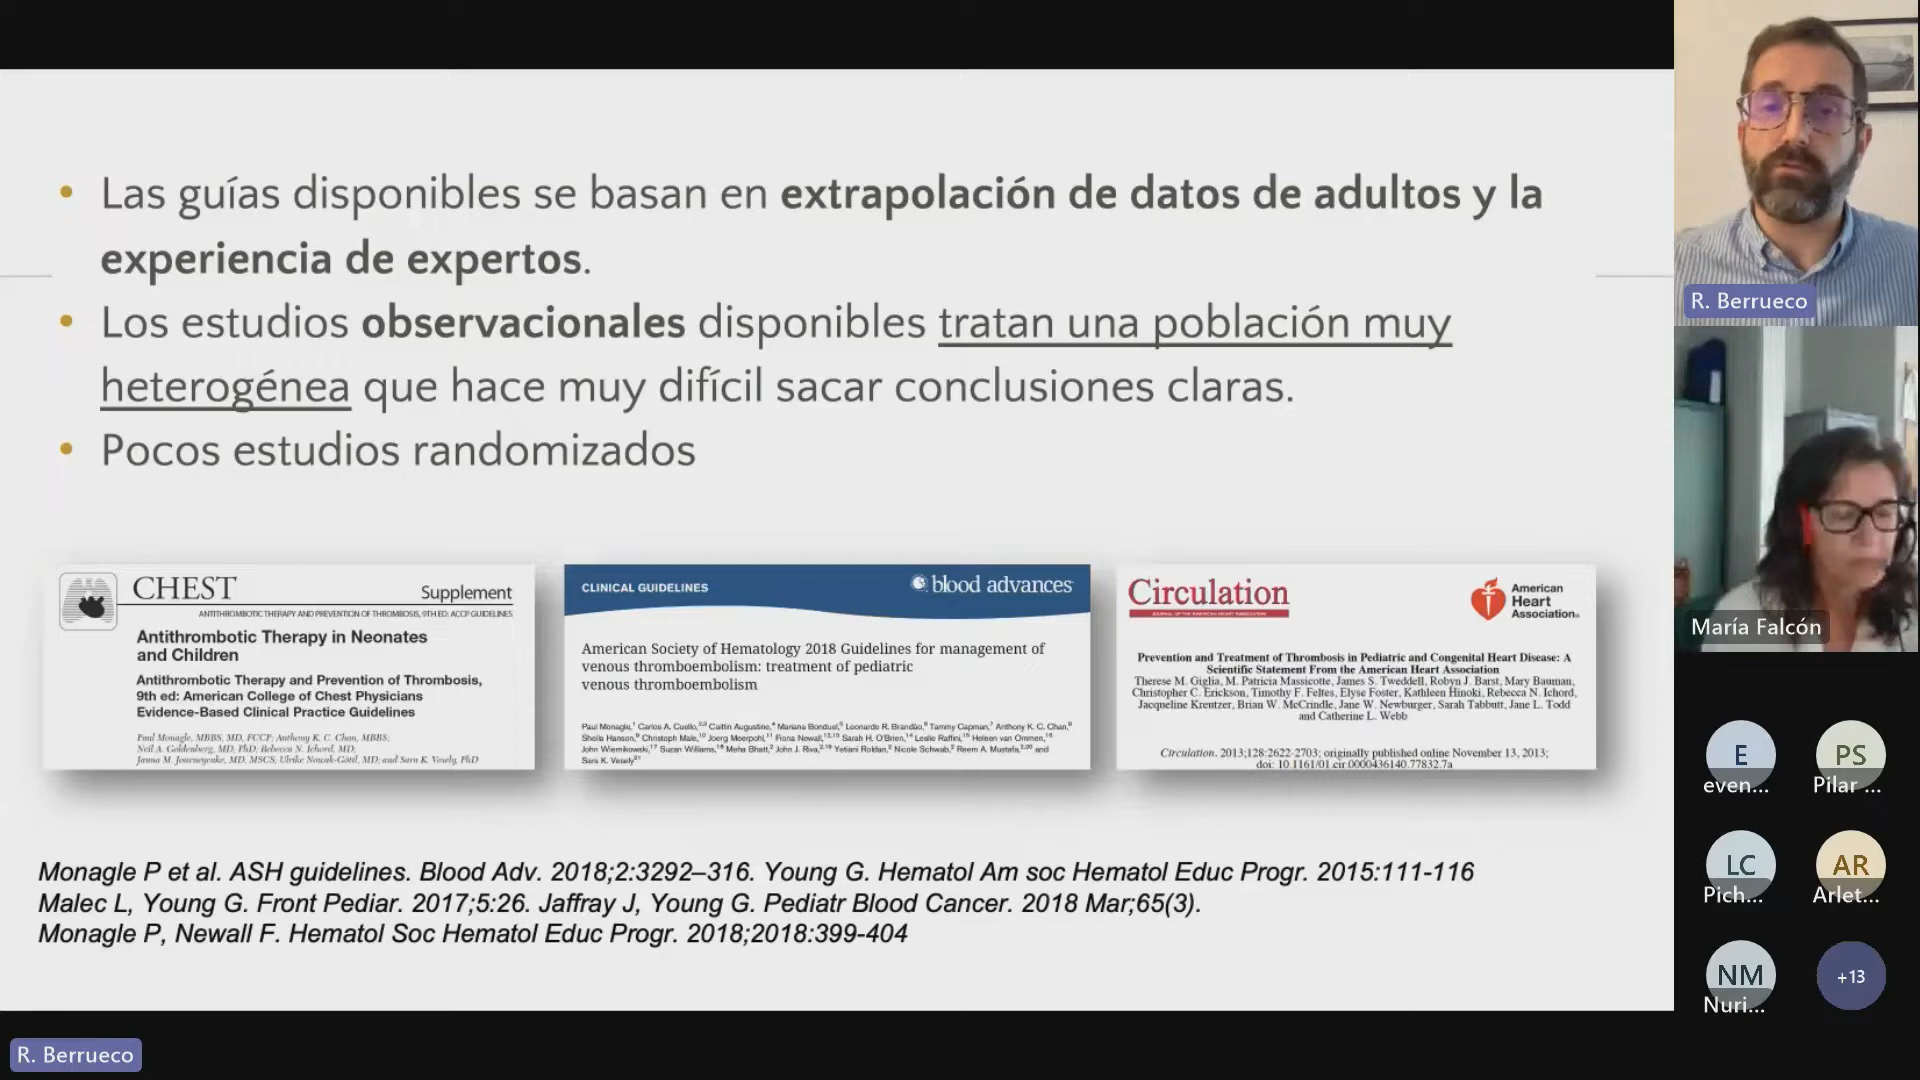 • Las guías disponibles se basan en extrapolación de datos de adultos y la
experiencia de expertos.
• Los estudios observacionales disponibles tratan una población muy
heterogénea que hace muy difícil sacar conclusiones claras.
• Pocos estudios randomizados
CHEST
Supplement
ANTITHROMBOTIC THERAPY AND PREVENTION OF THROMBOSIS, 9TH ED: ACCP GUIDELINES
Antithrombotic Therapy in Neonates
and Children
Antithrombotic Therapy and Prevention of Thrombosis,
9th ed: American College of Chest Physicians
Evidence-Based Clinical Practice Guidelines
Paul Monagle, MBBS, MD, FCCP; Anthony K. C. Chan, MBBS;
Neil A. Goldenberg, MD, PhD; Rebecca N. Ichord, MD;
Janna M. Journeycake, MD, MSCS; Ulrike Nowak-Göttl, MD; and Sara K. Vesely, PhD
CLINICAL GUIDELINES
blood advances
American Society of Hematology 2018 Guidelines for management of
venous thromboembolism: treatment of pediatric
venous thromboembolism
Paul Monagle, Carlos A. Cuello, Caitlin Augustine, Mariana Bonduel, Leonardo R. Brandão, Tammy Capman, Anthony K. C. Chan,
Sheila Hanson, Christoph Male, Joerg Meerpohl, Fiona Newall, Sarah H. O'Brien, Leslie Raffini, Heleen van Ommen,
John Wiernikowski, Suzan Williams, Meha Bhatt, John J. Riva, Yetiani Roldan, Nicole Schwab, Reem A. Mustafa, and
Sara K. Vesely
Circulation
JOURNAL OF THE AMERICAN HEART ASSOCIATION
American
Heart
Association®
Prevention and Treatment of Thrombosis in Pediatric and Congenital Heart Disease: A
Scientific Statement From the American Heart Association
Therese M. Giglia, M. Patricia Massicotte, James S. Tweddell, Robyn J. Barst, Mary Bauman,
Christopher C. Erickson, Timothy F. Feltes, Elyse Foster, Kathleen Hinoki, Rebecca N. Ichord,
Jacqueline Kreutzer, Brian W. McCrindle, Jane W. Newburger, Sarah Tabbutt, Jane L. Todd
and Catherine L. Webb
Circulation. 2013;128:2622-2703; originally published online November 13, 2013;
doi: 10.1161/01.cir.0000436140.77832.7a
Monagle P et al. ASH guidelines. Blood Adv. 2018;2:3292–316. Young G. Hematol Am soc Hematol Educ Progr. 2015:111-116
Malec L, Young G. Front Pediar. 2017;5:26. Jaffray J, Young G. Pediatr Blood Cancer. 2018 Mar;65(3).
Monagle P, Newall F. Hematol Soc Hematol Educ Progr. 2018;2018:399-404
R. Berrueco
R. Berrueco
María Falcón
E
even...
PS
Pilar ...
LC
Pich...
AR
Arlet...
NM
Nuri...
+13